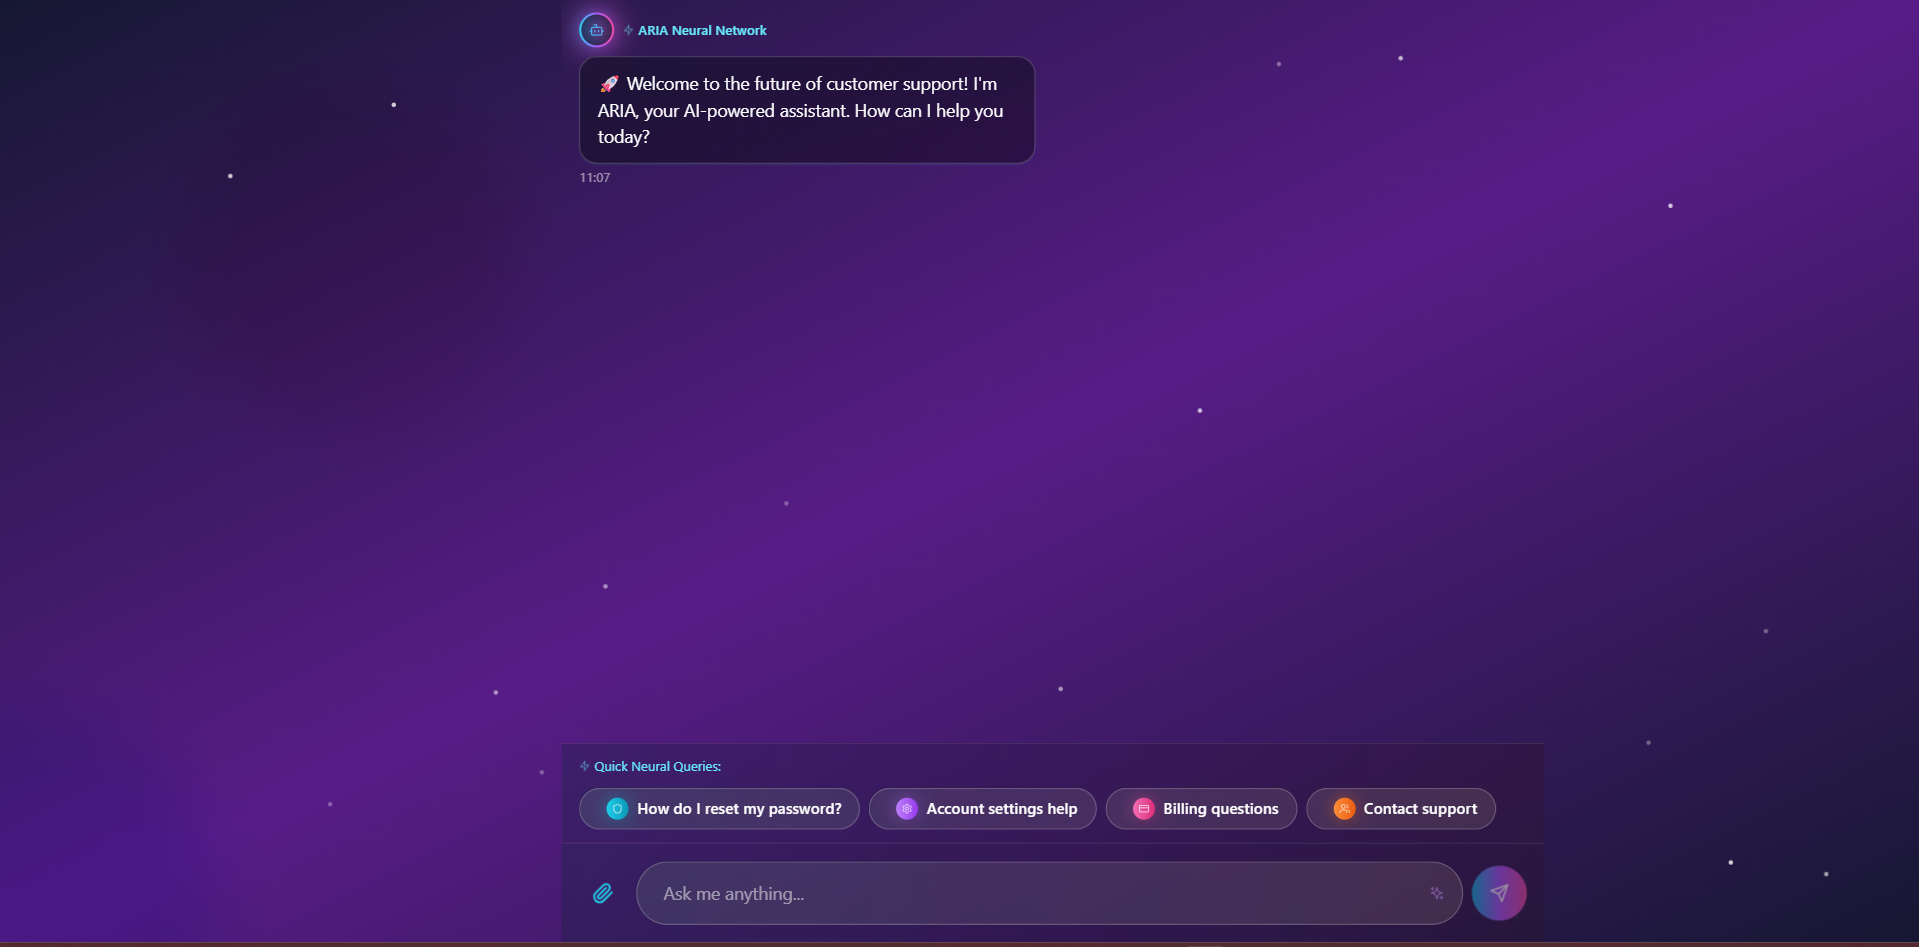 ARIA Neural Network
🚀 Welcome to the future of customer support! I'm
ARIA, your AI-powered assistant. How can I help you
today?
11:07
Quick Neural Queries:
How do I reset my password?
Account settings help
Billing questions
Contact support
Ask me anything...